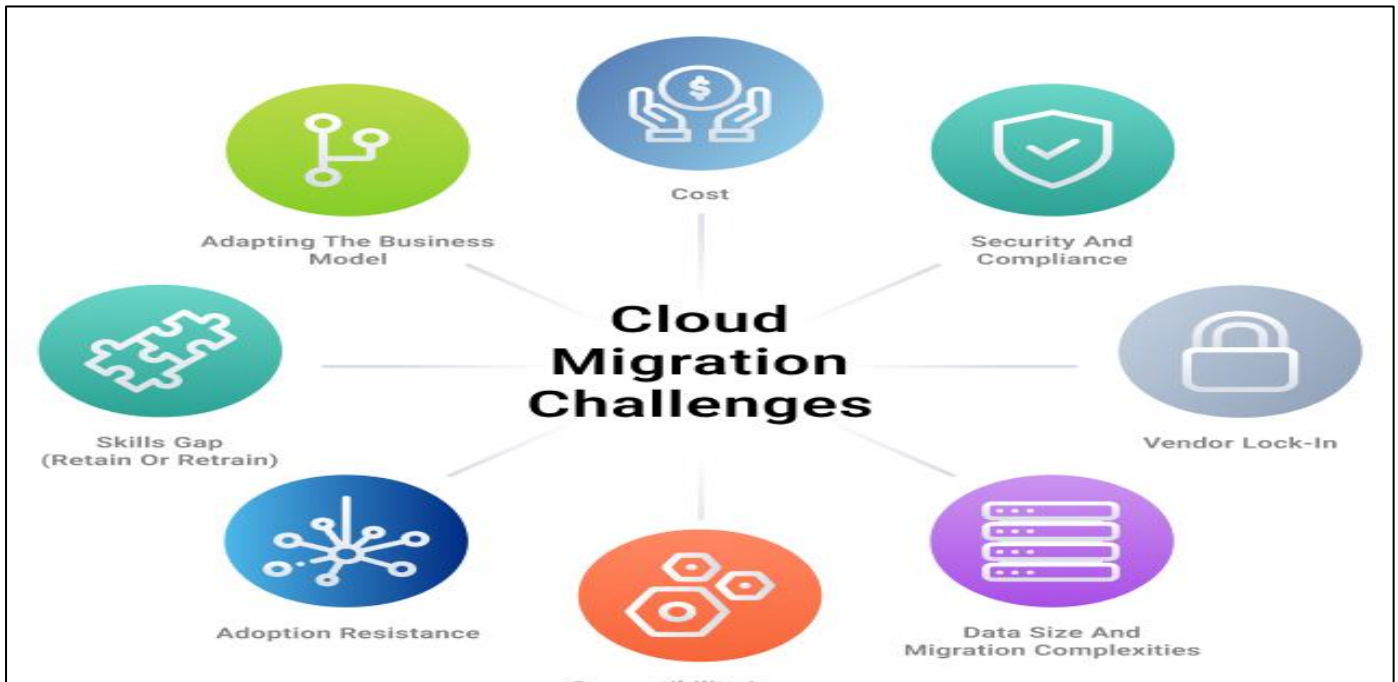 Cost
Adapting The Business
Model
Security And
Compliance
Cloud
Migration
Challenges
Skills Gap
(Retain Or Retrain)
Vendor Lock-In
Adoption Resistance
Data Size And
Migration Complexities
$